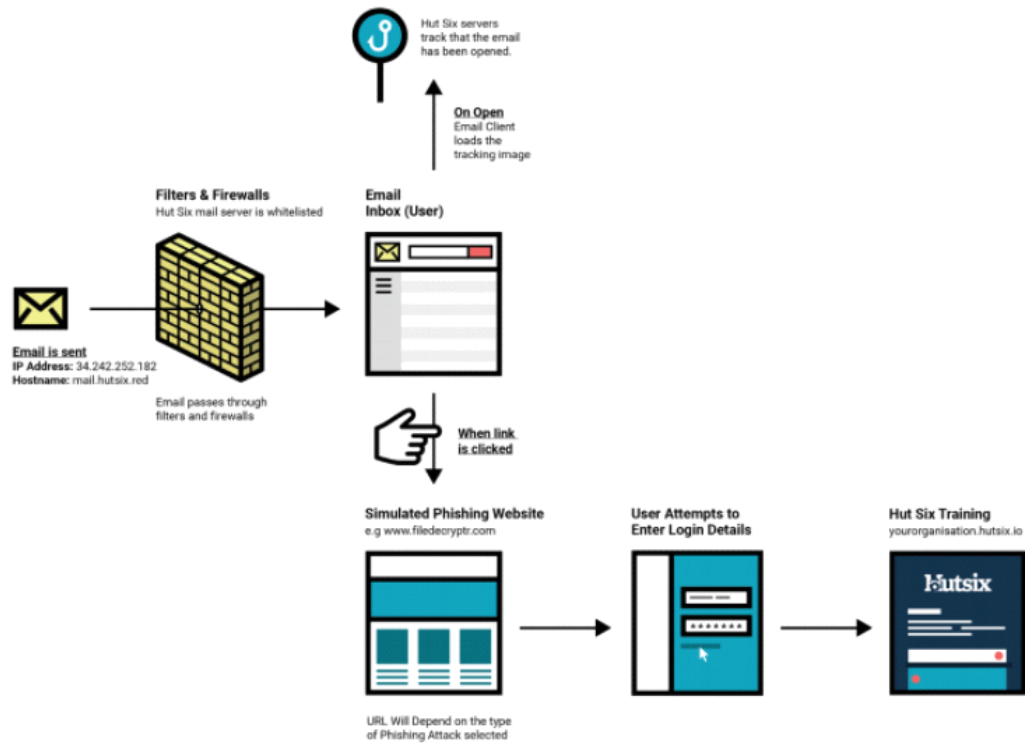 Hut Six servers
track that the email
has been opened.
On Open
Email Client
loads the
tracking image
Filters & Firewalls
Hut Six mail server is whitelisted
Email
Inbox (User)
Email is sent
IP Address: 34.242.252.182
Hostname: mail.hutsix.red
Email passes through
filters and firewalls
When link
is clicked
Simulated Phishing Website
e.g www.filedecryptr.com
User Attempts to
Enter Login Details
Hut Six Training
yourorganisation.hutsix.io
Hutsix
URL Will Depend on the type
of Phishing Attack selected